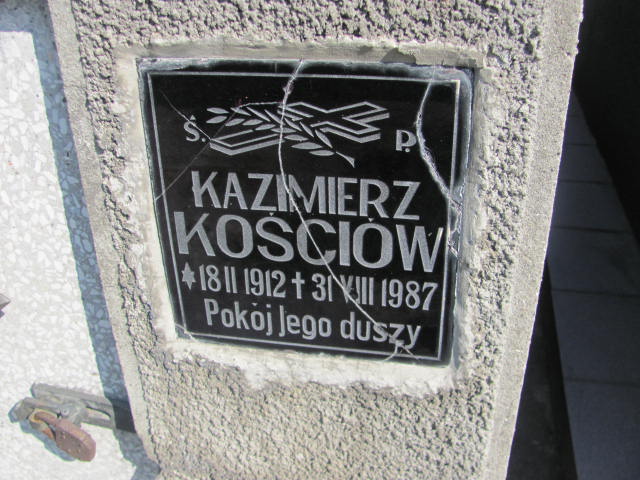 Ś. P.
KAZIMIERZ
KOŚCIÓW
* 18 II 1912 † 31 VIII 1987
Pokój Jego duszy